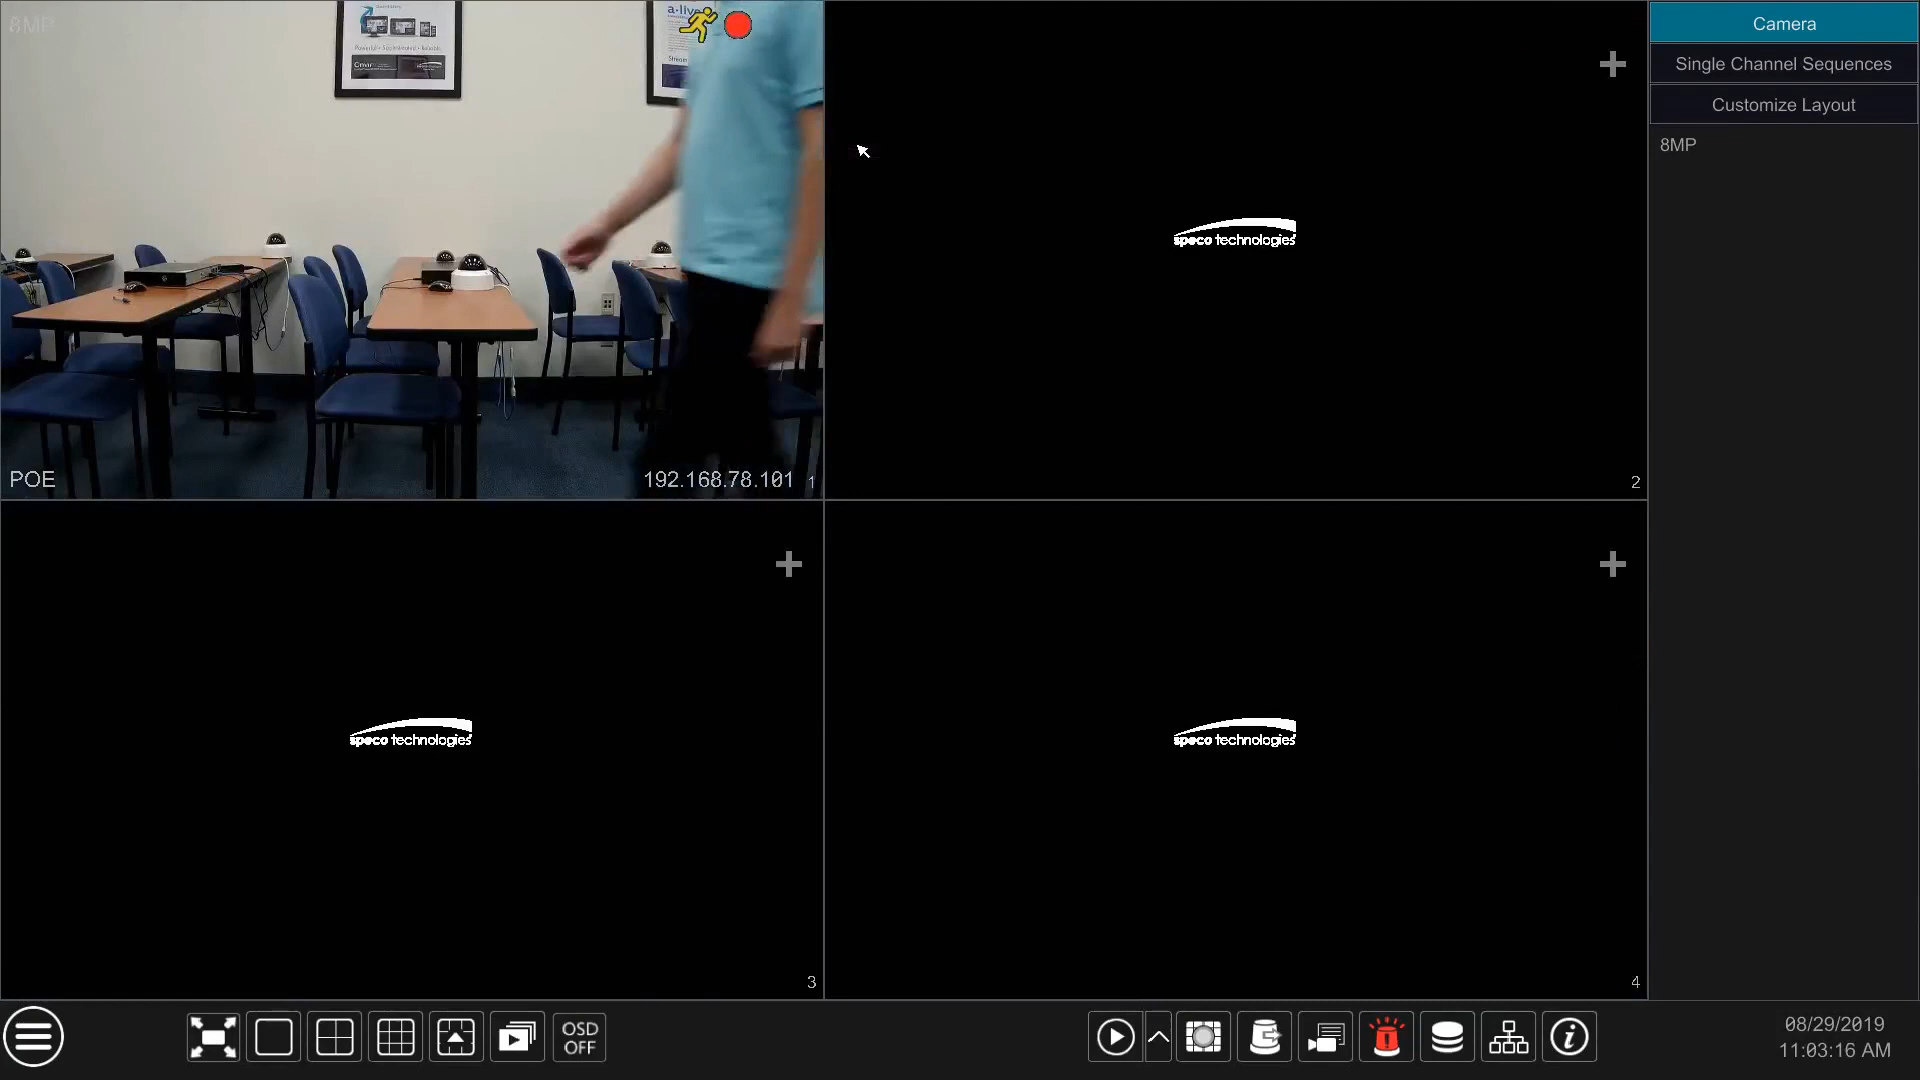 8MP
a-live
Stream
POE
192.168.78.101
1
speco technologies
2
speco technologies
3
speco technologies
4
Camera
Single Channel Sequences
Customize Layout
8MP
OSD
OFF
08/29/2019
11:03:16 AM